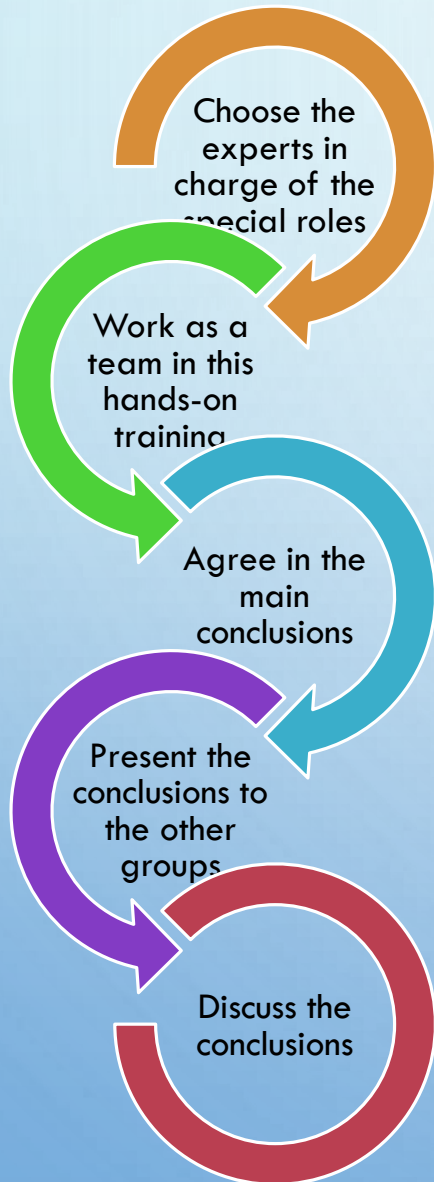 Choose the
experts in
charge of the
special roles
Work as a
team in this
hands-on
training
Agree in the
main
conclusions
Present the
conclusions to
the other
groups
Discuss the
conclusions